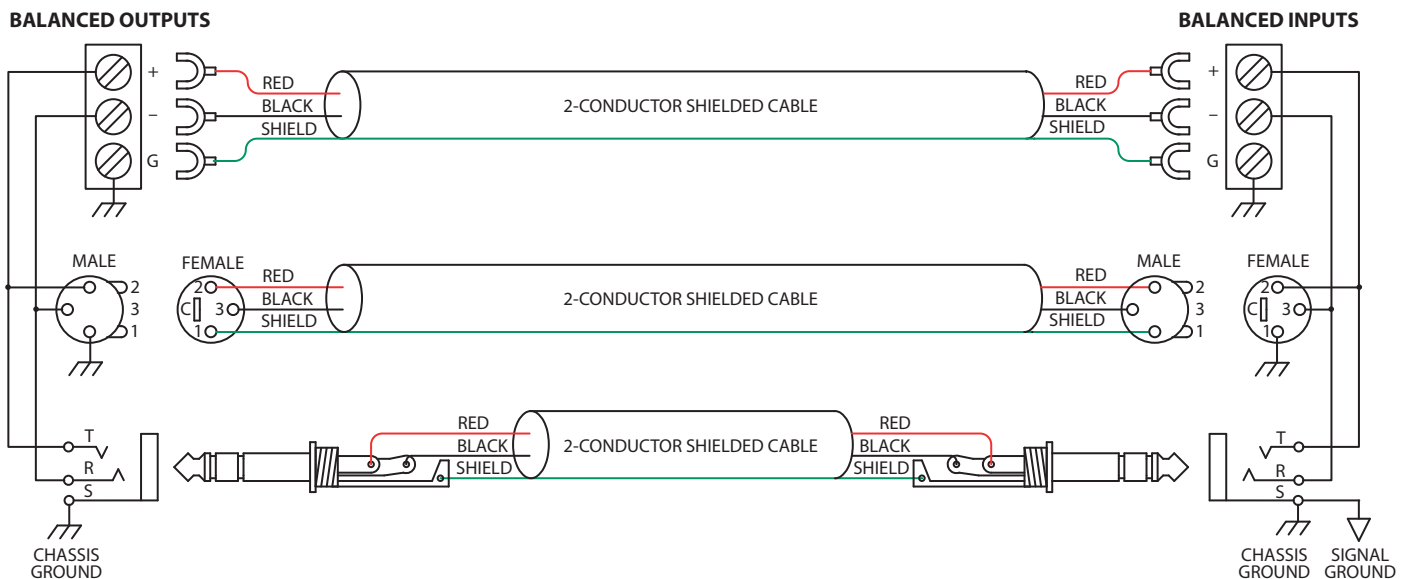 BALANCED OUTPUTS
BALANCED INPUTS
+
RED
2-CONDUCTOR SHIELDED CABLE
RED
+
−
BLACK
BLACK
−
G
SHIELD
SHIELD
G
MALE
FEMALE
MALE
FEMALE
2
3
1
2
C
3
1
RED
BLACK
SHIELD
2-CONDUCTOR SHIELDED CABLE
RED
BLACK
SHIELD
2
3
1
2
C
3
1
T
R
S
RED
BLACK
SHIELD
2-CONDUCTOR SHIELDED CABLE
RED
BLACK
SHIELD
T
R
S
CHASSIS
GROUND
CHASSIS
GROUND
SIGNAL
GROUND